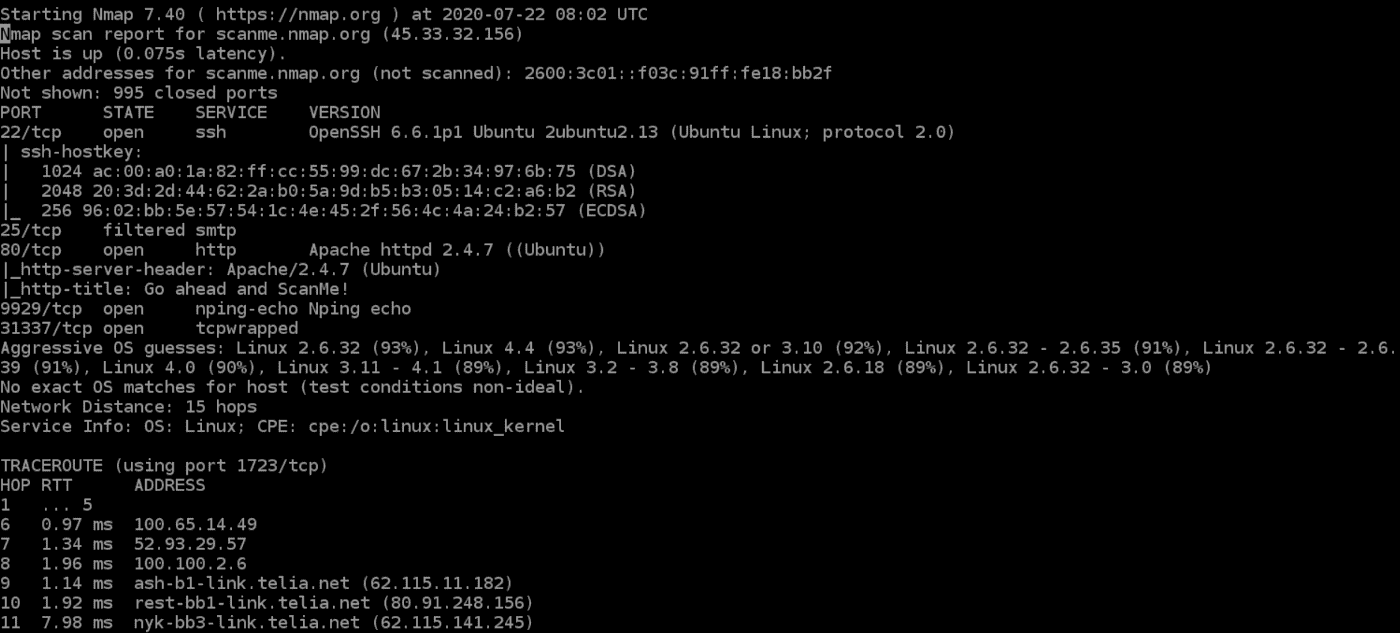 Starting Nmap 7.40 ( https://nmap.org ) at 2020-07-22 08:02 UTC
Nmap scan report for scanme.nmap.org (45.33.32.156)
Host is up (0.075s latency).
Other addresses for scanme.nmap.org (not scanned): 2600:3c01::f03c:91ff:fe18:bb2f
Not shown: 995 closed ports
PORT      STATE    SERVICE    VERSION
22/tcp    open     ssh        OpenSSH 6.6.1p1 Ubuntu 2ubuntu2.13 (Ubuntu Linux; protocol 2.0)
| ssh-hostkey:
|   1024 ac:00:a0:1a:82:ff:cc:55:99:dc:67:2b:34:97:6b:75 (DSA)
|   2048 20:3d:2d:44:62:2a:b0:5a:9d:b5:b3:05:14:c2:a6:b2 (RSA)
|_  256 96:02:bb:5e:57:54:1c:4e:45:2f:56:4c:4a:24:b2:57 (ECDSA)
25/tcp    filtered smtp
80/tcp    open     http       Apache httpd 2.4.7 ((Ubuntu))
|_http-server-header: Apache/2.4.7 (Ubuntu)
|_http-title: Go ahead and ScanMe!
9929/tcp  open     nping-echo Nping echo
31337/tcp open     tcpwrapped
Aggressive OS guesses: Linux 2.6.32 (93%), Linux 4.4 (93%), Linux 2.6.32 or 3.10 (92%), Linux 2.6.32 - 2.6.35 (91%), Linux 2.6.32 - 2.6.
39 (91%), Linux 4.0 (90%), Linux 3.11 - 4.1 (89%), Linux 3.2 - 3.8 (89%), Linux 2.6.18 (89%), Linux 2.6.32 - 3.0 (89%)
No exact OS matches for host (test conditions non-ideal).
Network Distance: 15 hops
Service Info: OS: Linux; CPE: cpe:/o:linux:linux_kernel
TRACEROUTE (using port 1723/tcp)
HOP RTT      ADDRESS
1   ... 5
6   0.97 ms  100.65.14.49
7   1.34 ms  52.93.29.57
8   1.96 ms  100.100.2.6
9   1.14 ms  ash-b1-link.telia.net (62.115.11.182)
10  1.92 ms  rest-bb1-link.telia.net (80.91.248.156)
11  7.98 ms  nyk-bb3-link.telia.net (62.115.141.245)